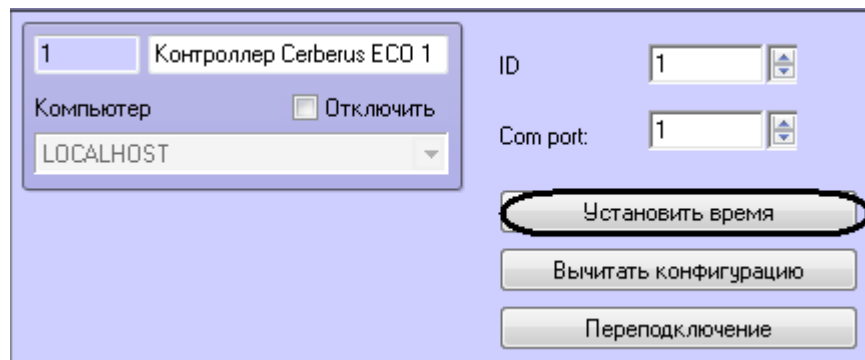 1 Контроллер Cerberus ECO 1
Компьютер Отключить
LOCALHOST
ID 1
Com port: 1
Установить время
Вычитать конфигурацию
Переподключение